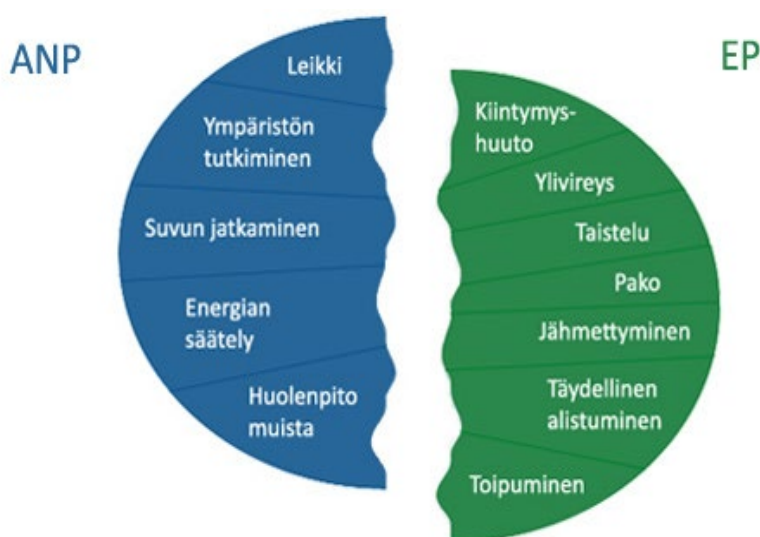 ANP
Leikki
Ympäristön
tutkiminen
Suvun jatkaminen
Energian
säätely
Huolenpito
muista
EP
Kiintymys-
huuto
Ylivireys
Taistelu
Pako
Jähmettyminen
Täydellinen
alistuminen
Toipuminen